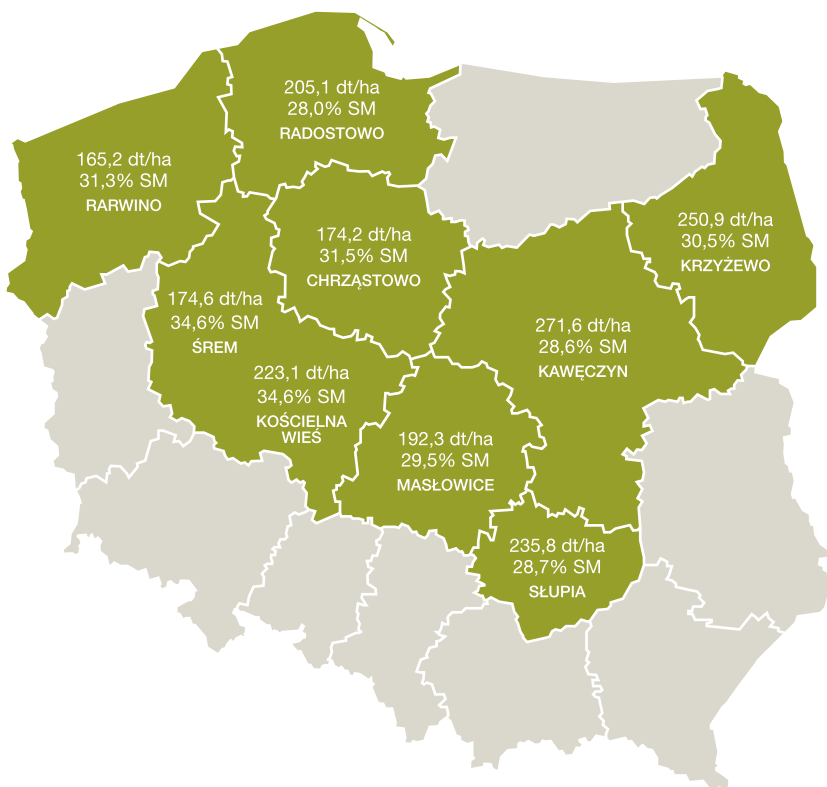 205,1 dt/ha
28,0% SM
RADOSTOWO
165,2 dt/ha
31,3% SM
RARWINO
174,2 dt/ha
31,5% SM
CHRZĄSTOWO
250,9 dt/ha
30,5% SM
KRZYŻEWO
174,6 dt/ha
34,6% SM
ŚREM
271,6 dt/ha
28,6% SM
KAWĘCZYN
223,1 dt/ha
34,6% SM
KOŚCIELNA
WIEŚ
192,3 dt/ha
29,5% SM
MASŁOWICE
235,8 dt/ha
28,7% SM
SŁUPIA